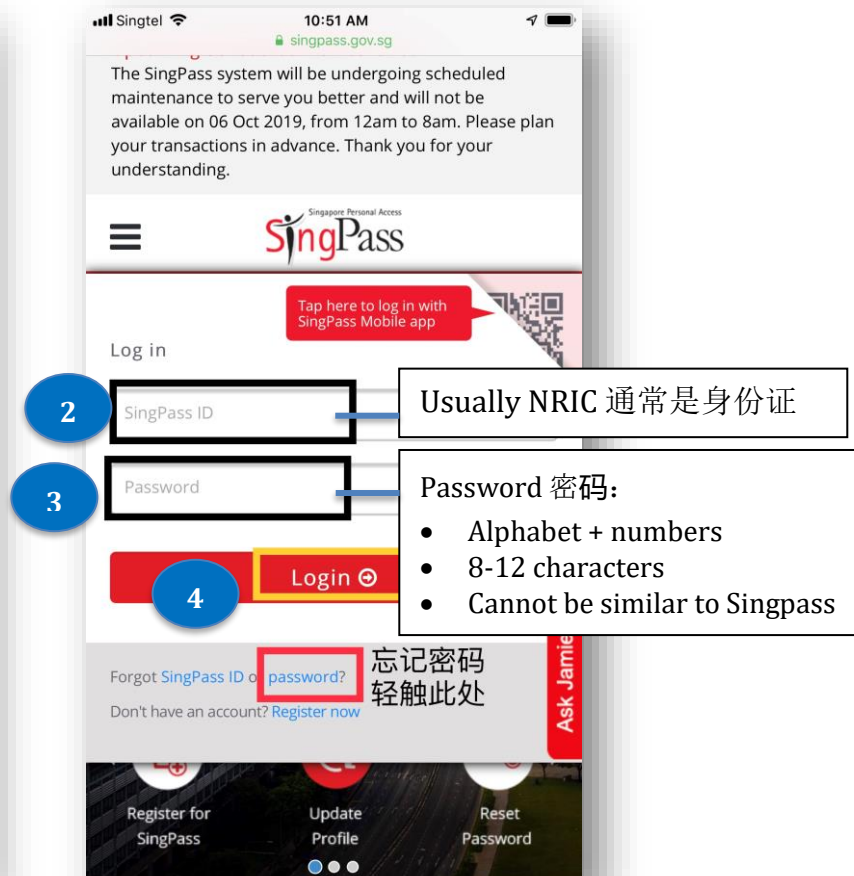 Singtel 10:51 AM
singpass.gov.sg
The SingPass system will be undergoing scheduled
maintenance to serve you better and will not be
available on 06 Oct 2019, from 12am to 8am. Please plan
your transactions in advance. Thank you for your
understanding.
Singapore Personal Access
SingPass
Tap here to log in with
SingPass Mobile app
Log in
2
SingPass ID
Usually NRIC 通常是身份证
3
Password
Password 密码：
• Alphabet + numbers
• 8-12 characters
• Cannot be similar to Singpass
4
Login
Forgot SingPass ID o password?
忘记密码
轻触此处
Don't have an account? Register now
Ask Jamie
Register for
SingPass
Update
Profile
Reset
Password